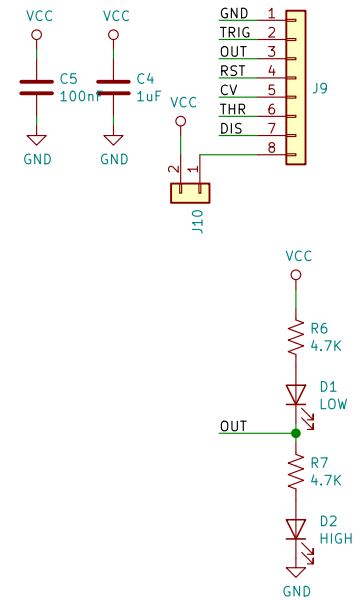 VCC
VCC
C5
100nF
C4
1uF
GND
GND
GND 1
TRIG 2
OUT 3
RST 4
CV 5
THR 6
DIS 7
8
J9
VCC
2
1
J10
VCC
R6
4.7K
D1
LOW
OUT
R7
4.7K
D2
HIGH
GND